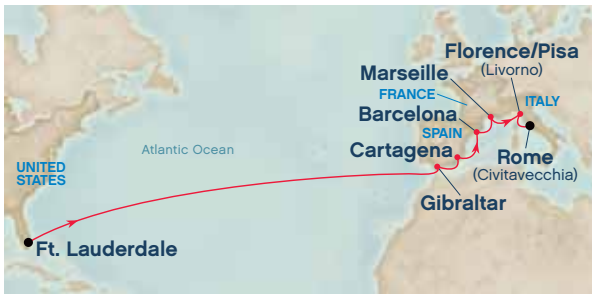 Florence/Pisa
(Livorno)
Marseille
FRANCE
ITALY
Barcelona
SPAIN
Atlantic Ocean
Cartagena
Rome
(Civitavecchia)
UNITED
STATES
Gibraltar
Ft. Lauderdale